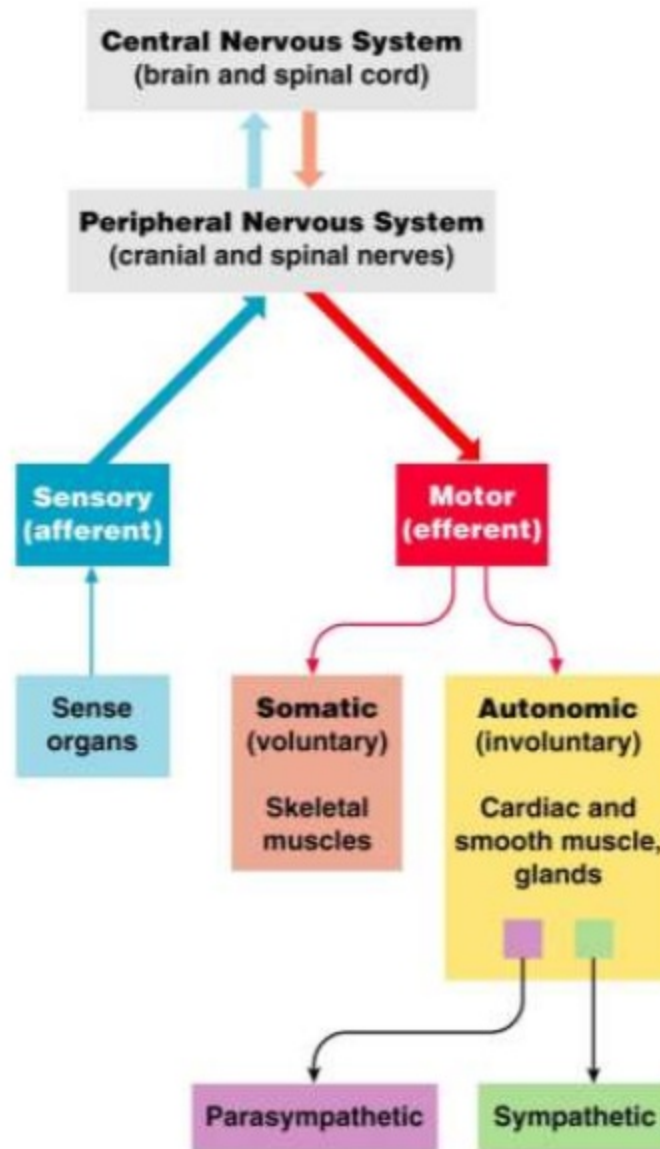 Central Nervous System
(brain and spinal cord)
Peripheral Nervous System
(cranial and spinal nerves)
Sensory
(afferent)
Motor
(efferent)
Sense
organs
Somatic
(voluntary)
Skeletal
muscles
Autonomic
(involuntary)
Cardiac and
smooth muscle,
glands
Parasympathetic
Sympathetic